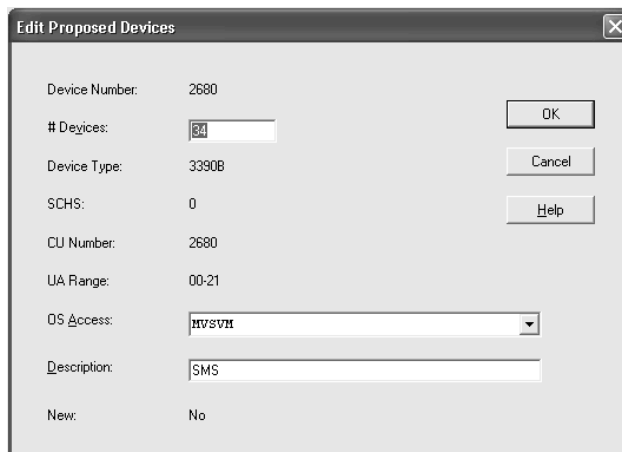 Edit Proposed Devices
Device Number: 2680
# Devices: 34
OK
Device Type: 3390B
Cancel
SCHS: 0
Help
CU Number: 2680
UA Range: 00-21
OS Access: MVSVM
Description: SMS
New: No